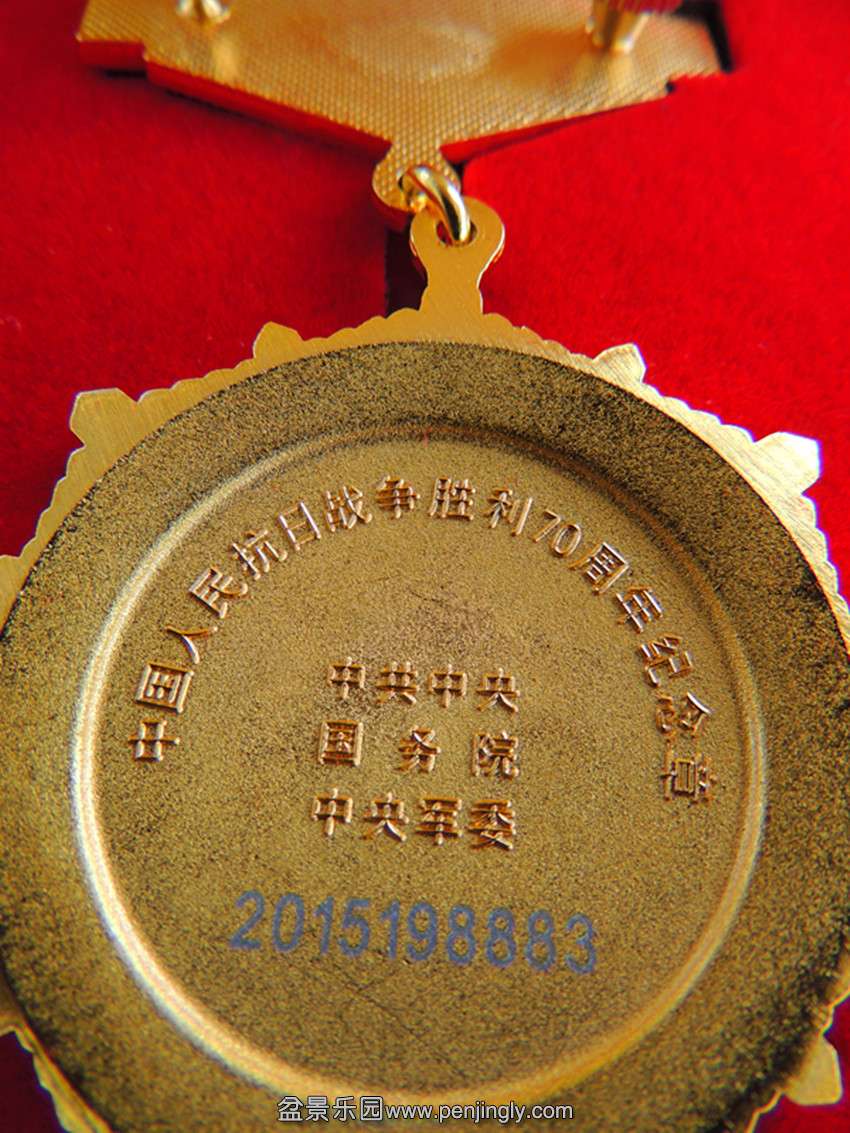 中国人民抗日战争胜利70周年纪念章
中共中央
国务院
中央军委
2015198883
盆景乐园www.penjingly.com